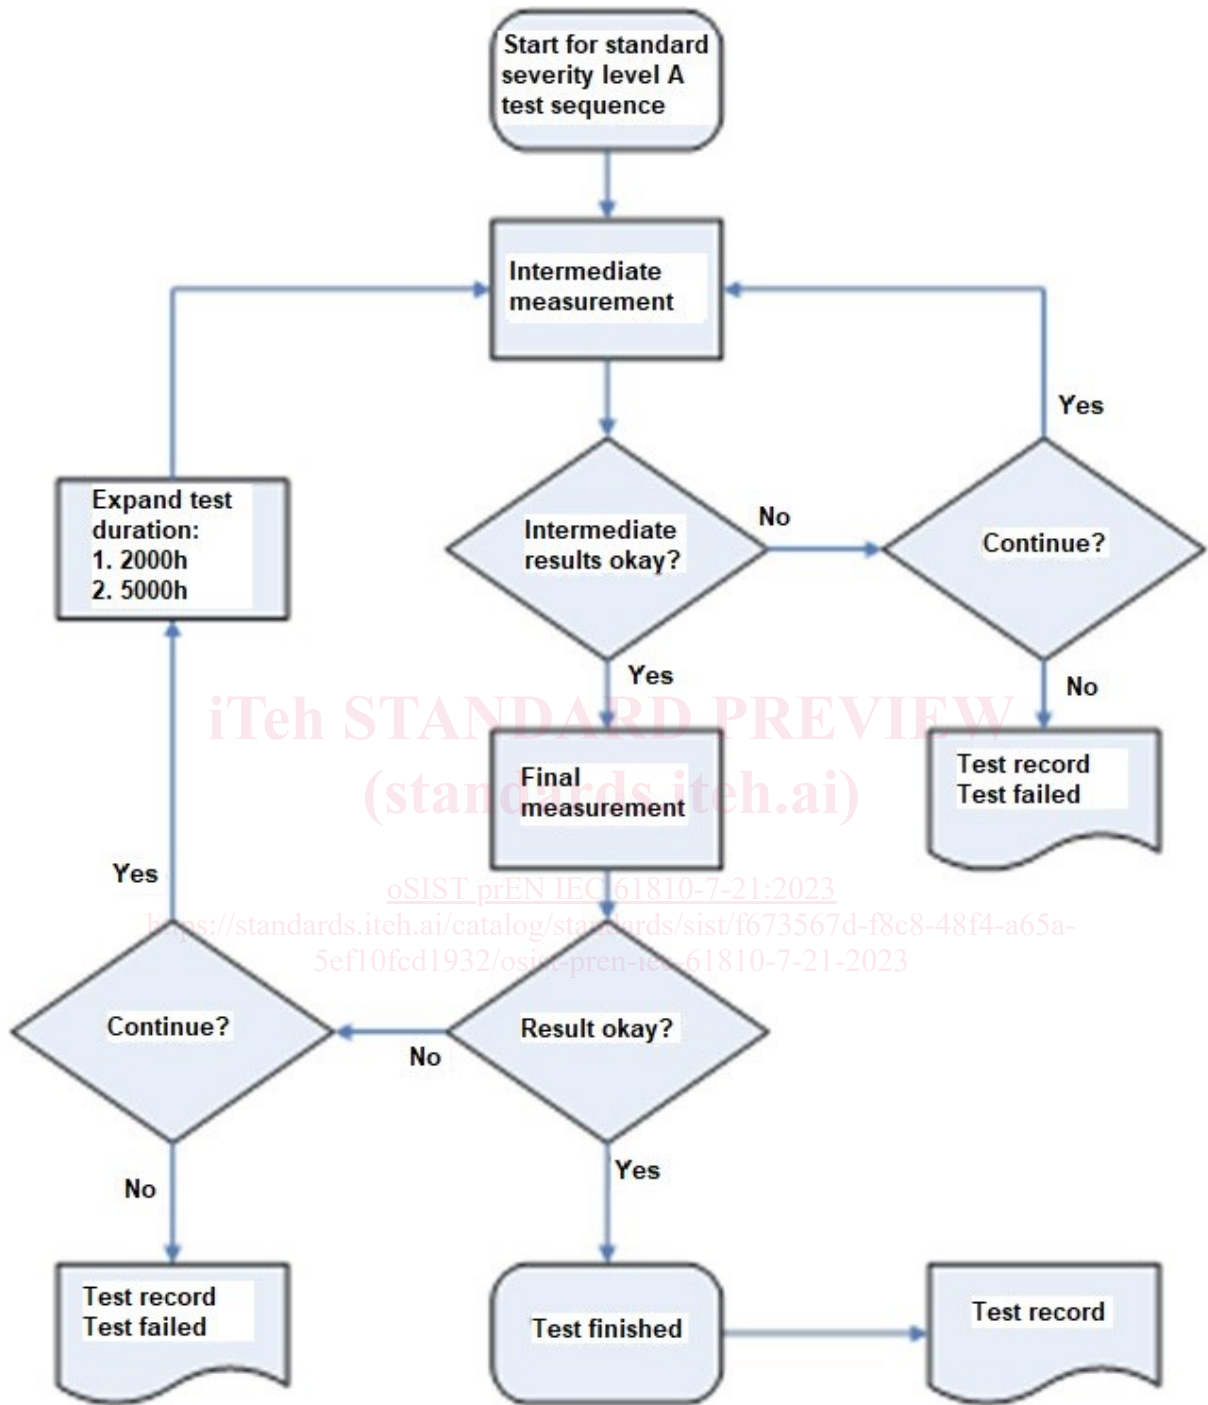 Start for standard
severity level A
test sequence
Intermediate
measurement
Yes
Expand test
duration:
1. 2000h
2. 5000h
Intermediate
results okay?
No
Continue?
Yes
No
iTeh STANDARD PREVIEW
(standards.iteh.ai)
Final
measurement
Test record
Test failed
Yes
oSIST prEN IEC 61810-7-21:2023
https://standards.iteh.ai/catalog/standards/sist/f673567d-f8c8-48f4-a65a-
5ef10fcd1932/osist-pren-iec-61810-7-21-2023
Continue?
No
Result okay?
No
Yes
Test record
Test failed
Test finished
Test record